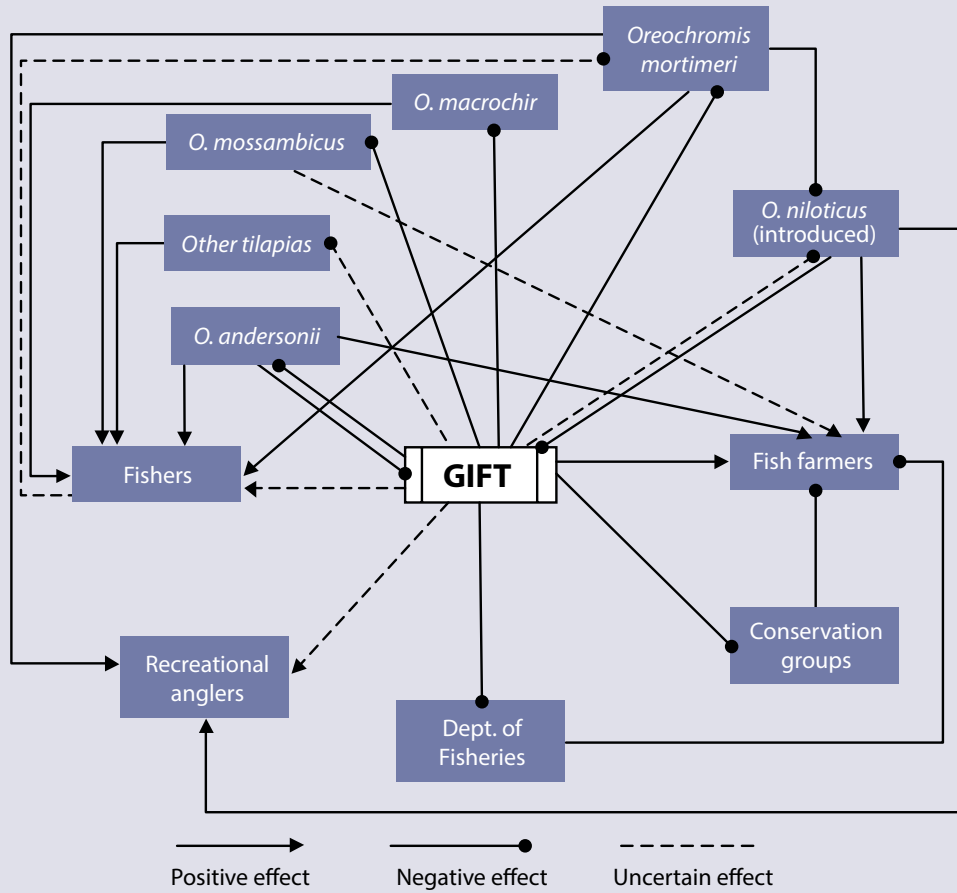 Oreochromis
mortimeri
O. macrochir
O. mossambicus
O. niloticus
(introduced)
Other tilapias
O. andersonii
Fishers
GIFT
Fish farmers
Conservation
groups
Recreational
anglers
Dept. of
Fisheries
Positive effect
Negative effect
Uncertain effect